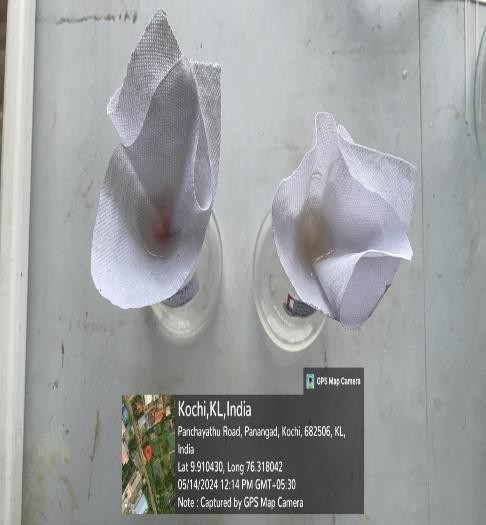 GPS Map Camera
Kochi,KL,India
Panchayathu Road, Panangad, Kochi, 682506, KL,
India
Lat 9.910430, Long 76.318042
05/14/2024 12:14 PM GMT+05:30
Note : Captured by GPS Map Camera